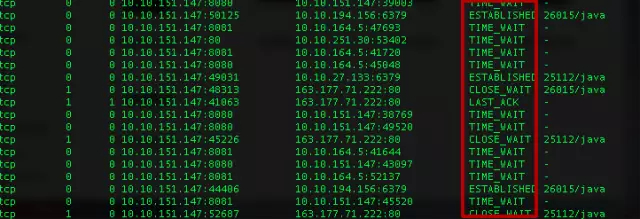 tcp 0 0 10.10.151.147:8080 10.10.151.147:39003 TIME_WAIT -
tcp 0 0 10.10.151.147:50125 10.10.194.156:6379 ESTABLISHED 26015/java
tcp 0 0 10.10.151.147:8081 10.10.164.5:47693 TIME_WAIT -
tcp 0 0 10.10.151.147:80 10.10.251.30:53402 TIME_WAIT -
tcp 0 0 10.10.151.147:8081 10.10.164.5:41720 TIME_WAIT -
tcp 0 0 10.10.151.147:8080 10.10.164.5:45048 TIME_WAIT -
tcp 0 0 10.10.151.147:49031 10.10.27.133:6379 ESTABLISHED 25112/java
tcp 1 0 10.10.151.147:48313 163.177.71.222:80 CLOSE_WAIT 26015/java
tcp 1 1 10.10.151.147:41063 163.177.71.222:80 LAST_ACK -
tcp 0 0 10.10.151.147:8080 10.10.151.147:38769 TIME_WAIT -
tcp 0 0 10.10.151.147:8080 10.10.151.147:49520 TIME_WAIT -
tcp 1 0 10.10.151.147:45226 163.177.71.222:80 CLOSE_WAIT 25112/java
tcp 0 0 10.10.151.147:8081 10.10.164.5:41644 TIME_WAIT -
tcp 0 0 10.10.151.147:8080 10.10.151.147:43097 TIME_WAIT -
tcp 0 0 10.10.151.147:8081 10.10.164.5:52137 TIME_WAIT -
tcp 0 0 10.10.151.147:44406 10.10.194.156:6379 ESTABLISHED 26015/java
tcp 0 0 10.10.151.147:8080 10.10.151.147:45520 TIME_WAIT -
tcp 1 0 10.10.151.147:52687 163.177.71.222:80 CLOSE_WAIT 25112/java